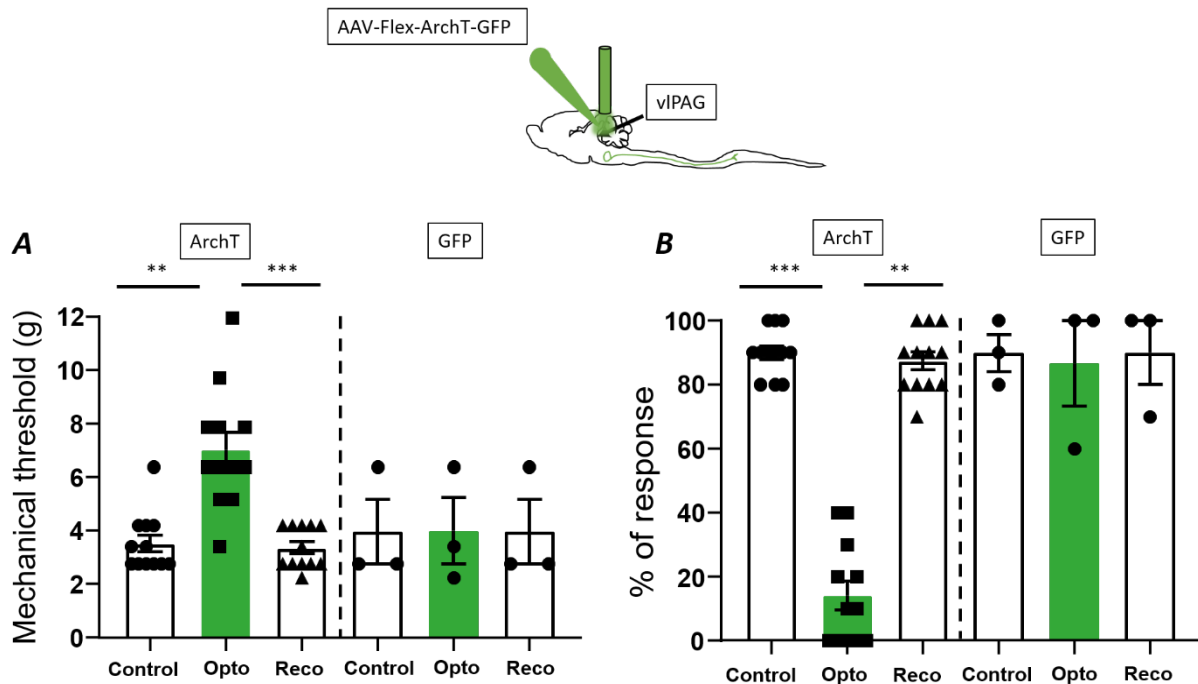 AAV-Flex-ArchT-GFP
vlPAG
A
ArchT
GFP
** ***
Mechanical threshold (g)
12
10
8
6
4
2
0
Control Opto Reco Control Opto Reco
B
ArchT
GFP
*** **
% of response
100
80
60
40
20
0
Control Opto Reco Control Opto Reco